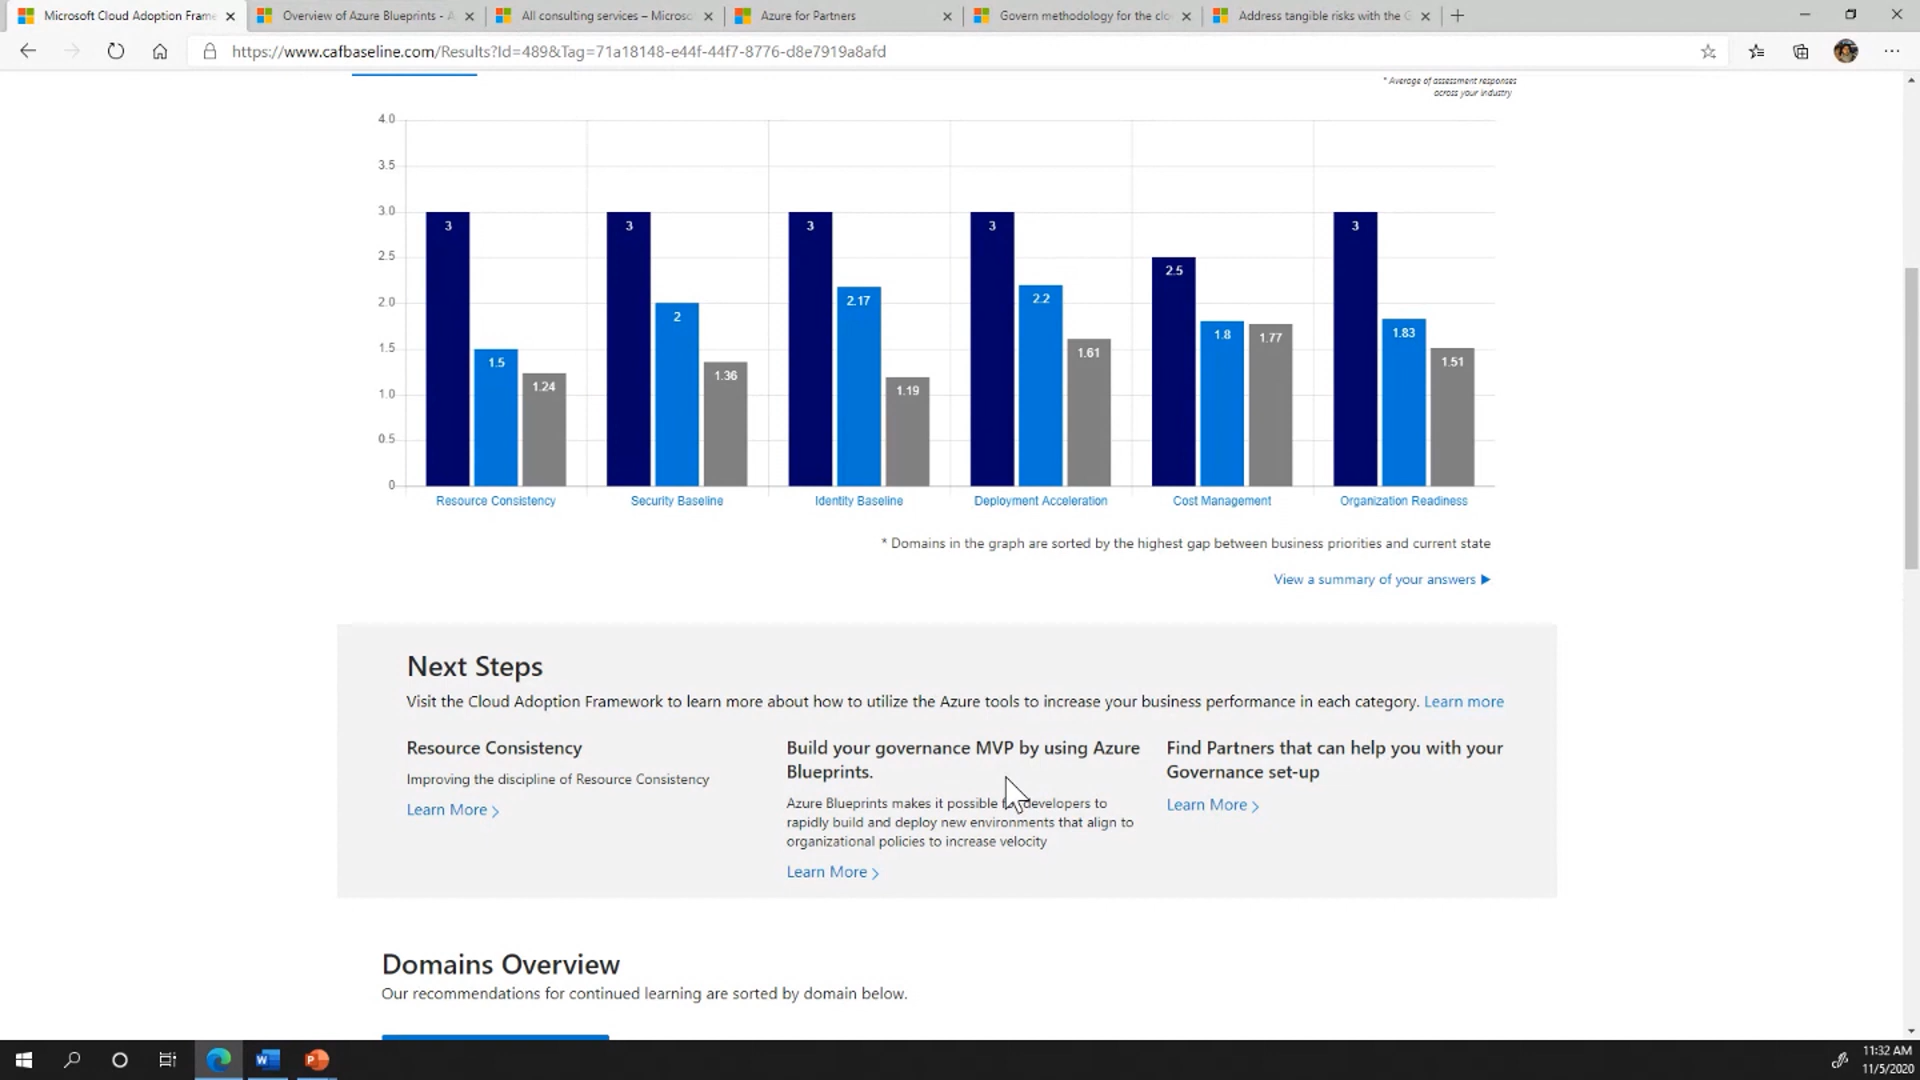 Microsoft Cloud Adoption Frame
Overview of Azure Blueprints - A
All consulting services – Microso
Azure for Partners
Govern methodology for the clo
Address tangible risks with the G
https://www.cafbaseline.com/Results?Id=489&Tag=71a18148-e44f-44f7-8776-d8e7919a8afd
* Average of assessment responses
across your industry
4.0
3.5
3.0
2.5
2.0
1.5
1.0
0.5
0
3
1.5
1.24
3
2
1.36
3
2.17
1.19
3
2.2
1.61
2.5
1.8
1.77
3
1.83
1.51
Resource Consistency
Security Baseline
Identity Baseline
Deployment Acceleration
Cost Management
Organization Readiness
* Domains in the graph are sorted by the highest gap between business priorities and current state
View a summary of your answers
Next Steps
Visit the Cloud Adoption Framework to learn more about how to utilize the Azure tools to increase your business performance in each category. Learn more
Resource Consistency
Improving the discipline of Resource Consistency
Learn More
Build your governance MVP by using Azure
Blueprints.
Azure Blueprints makes it possible developers to
rapidly build and deploy new environments that align to
organizational policies to increase velocity
Learn More
Find Partners that can help you with your
Governance set-up
Learn More
Domains Overview
Our recommendations for continued learning are sorted by domain below.
11:32 AM
11/5/2020